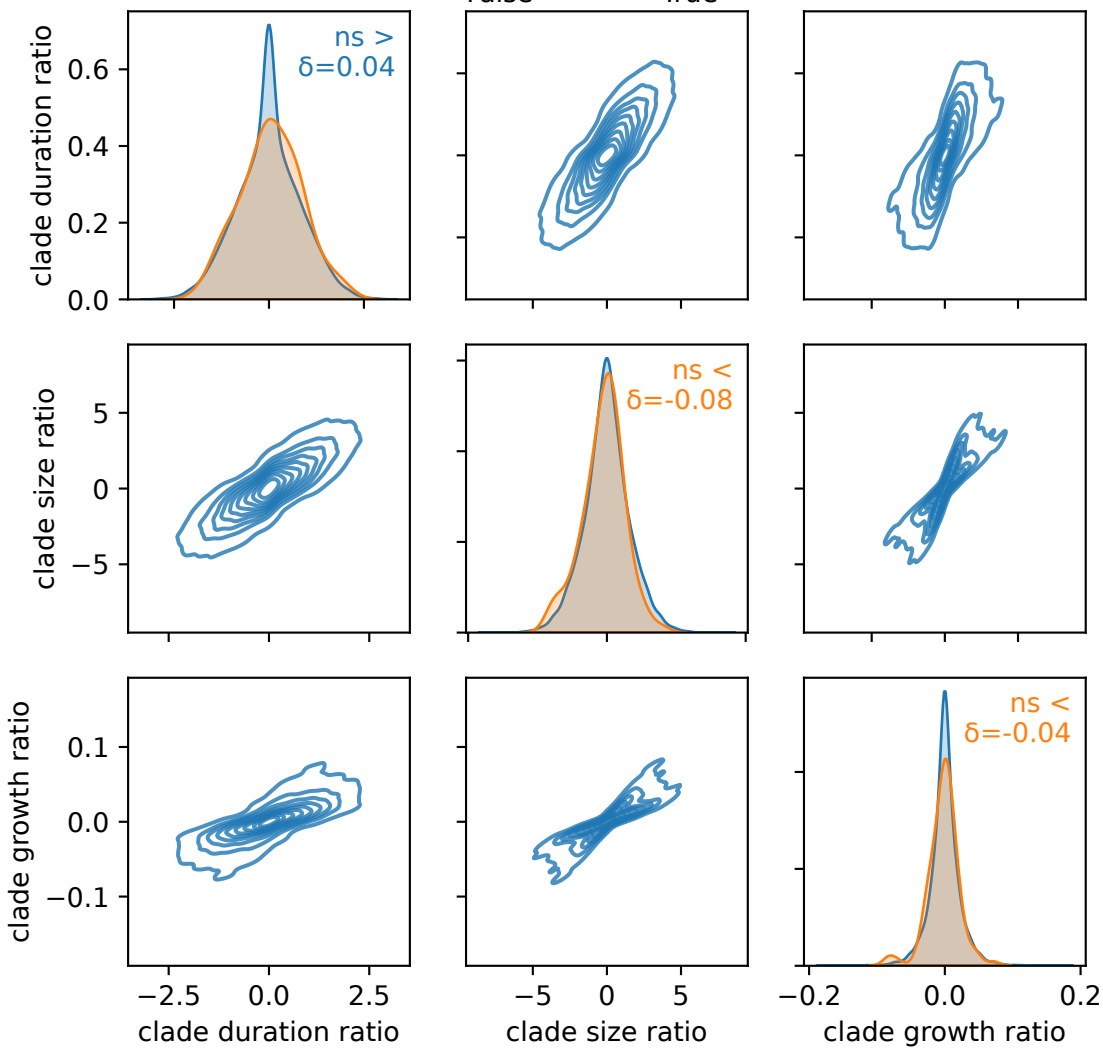 clade duration ratio
0.6
0.4
0.2
0.0
ns >
δ=0.04
clade size ratio
5
0
−5
ns <
δ=-0.08
−5
0
5
clade growth ratio
0.1
0.0
−0.1
ns <
δ=-0.04
−2.5
0.0
2.5
−5
0
5
−0.2
0.0
0.2
clade duration ratio
clade size ratio
clade growth ratio